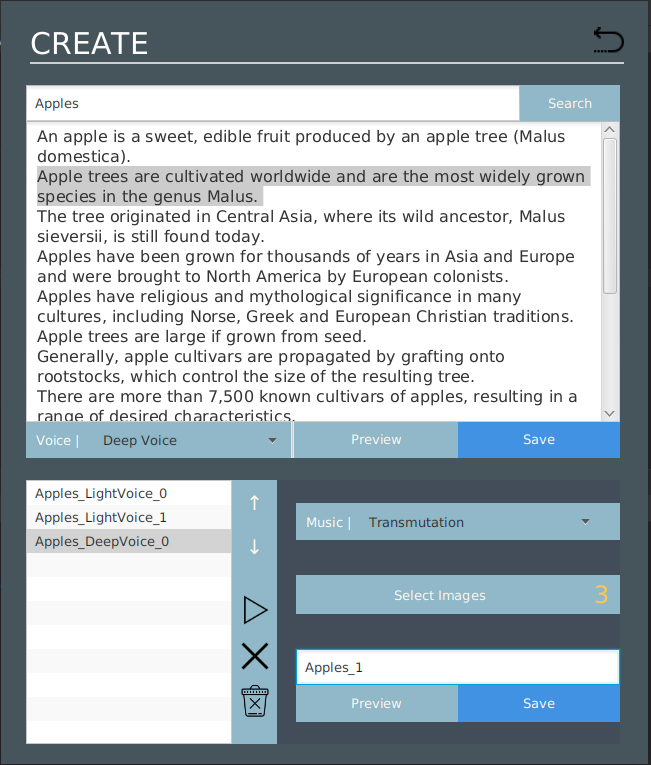 CREATE
Apples
Search
An apple is a sweet, edible fruit produced by an apple tree (Malus
domestica).
Apple trees are cultivated worldwide and are the most widely grown
species in the genus Malus.
The tree originated in Central Asia, where its wild ancestor, Malus
sieversii, is still found today.
Apples have been grown for thousands of years in Asia and Europe
and were brought to North America by European colonists.
Apples have religious and mythological significance in many
cultures, including Norse, Greek and European Christian traditions.
Apple trees are large if grown from seed.
Generally, apple cultivars are propagated by grafting onto
rootstocks, which control the size of the resulting tree.
There are more than 7,500 known cultivars of apples, resulting in a
range of desired characteristics.
Voice | Deep Voice
Preview
Save
Apples_LightVoice_0
Apples_LightVoice_1
Apples_DeepVoice_0
↑
↓
Music | Transmutation
Select Images 3
Apples_1
Preview
Save